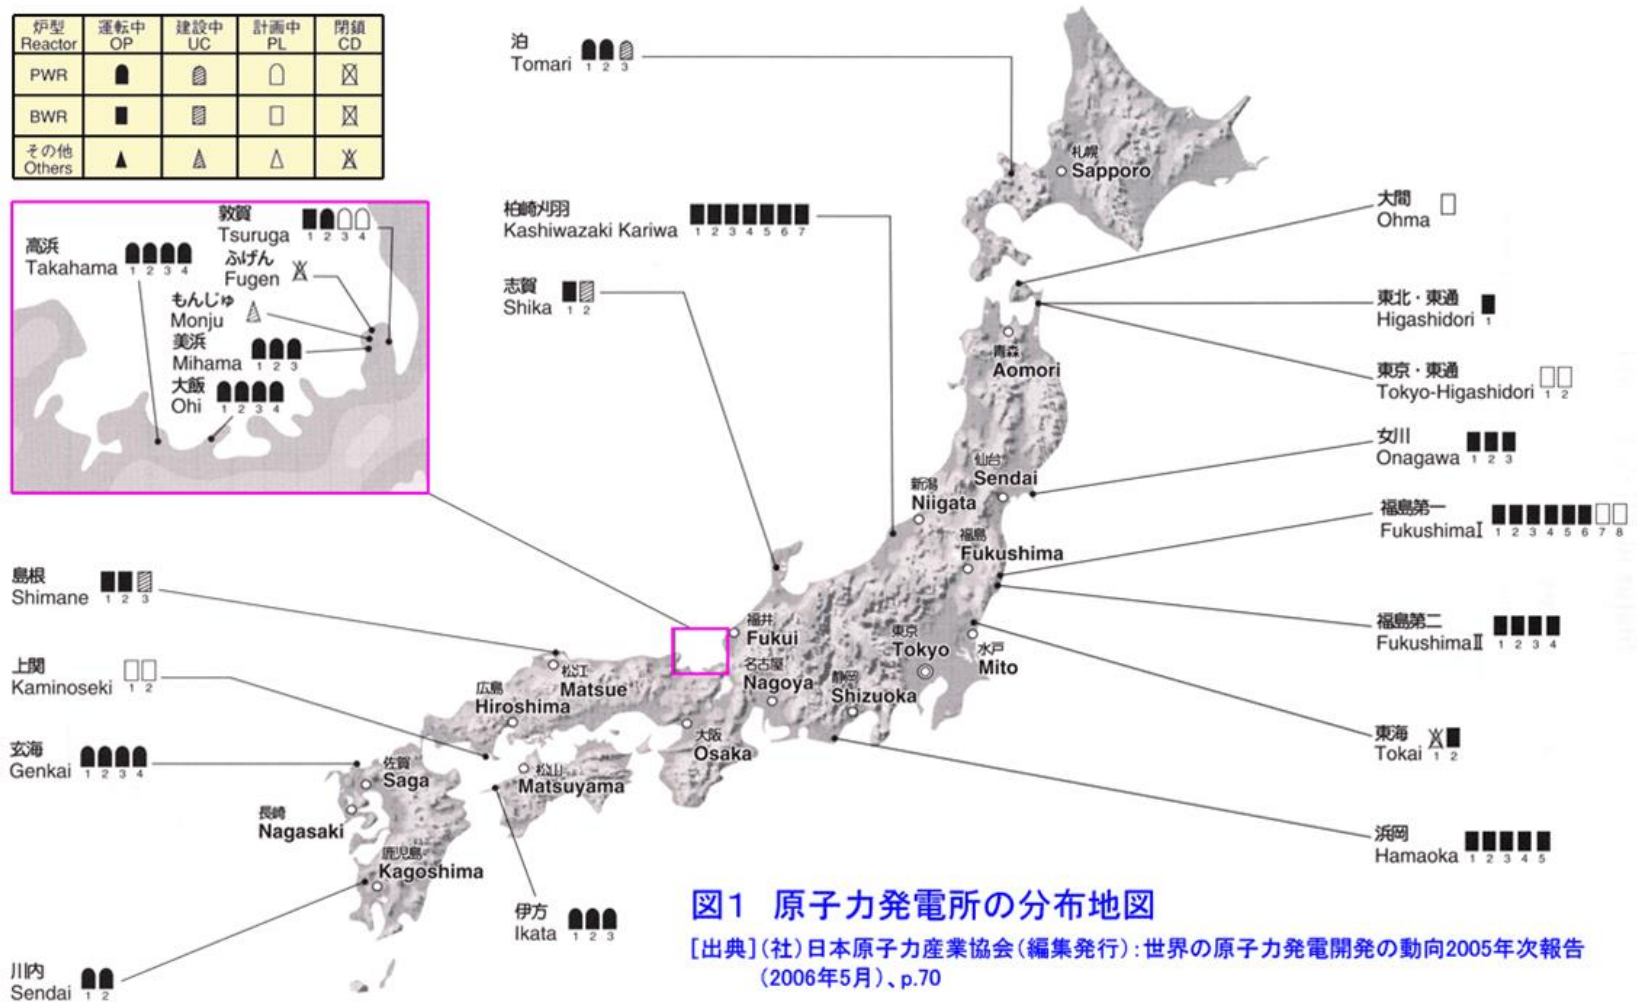 炉型 運転中 建設中 計画中 閉鎖
Reactor OP UC PL CD
PWR
BWR
その他
Others
泊
Tomari
1 2 3
札幌
Sapporo
敦賀
Tsuruga
1 2 3 4
高浜
Takahama
1 2 3 4
ふげん
Fugen
もんじゅ
Monju
美浜
Mihama
1 2 3
大飯
Ohi
1 2 3 4
柏崎刈羽
Kashiwazaki Kariwa
1 2 3 4 5 6 7
志賀
Shika
1 2
大間
Ohma
東北・東通
Higashidori
1
青森
Aomori
東京・東通
Tokyo-Higashidori
1 2
女川
Onagawa
1 2 3
仙台
Sendai
新潟
Niigata
福島第一
FukushimaⅠ
1 2 3 4 5 6 7 8
福島
Fukushima
島根
Shimane
1 2 3
福井
Fukui
東京
Tokyo
水戸
Mito
福島第二
FukushimaⅡ
1 2 3 4
上関
Kaminoseki
1 2
松江
Matsue
名古屋
Nagoya
静岡
Shizuoka
広島
Hiroshima
大阪
Osaka
東海
Tokai
1 2
玄海
Genkai
1 2 3 4
佐賀
Saga
松山
Matsuyama
長崎
Nagasaki
鹿児島
Kagoshima
浜岡
Hamaoka
1 2 3 4 5
伊方
Ikata
1 2 3
川内
Sendai
1 2
図1 原子力発電所の分布地図
[出典](社)日本原子力産業協会(編集発行):世界の原子力発電開発の動向2005年次報告
(2006年5月)、p.70